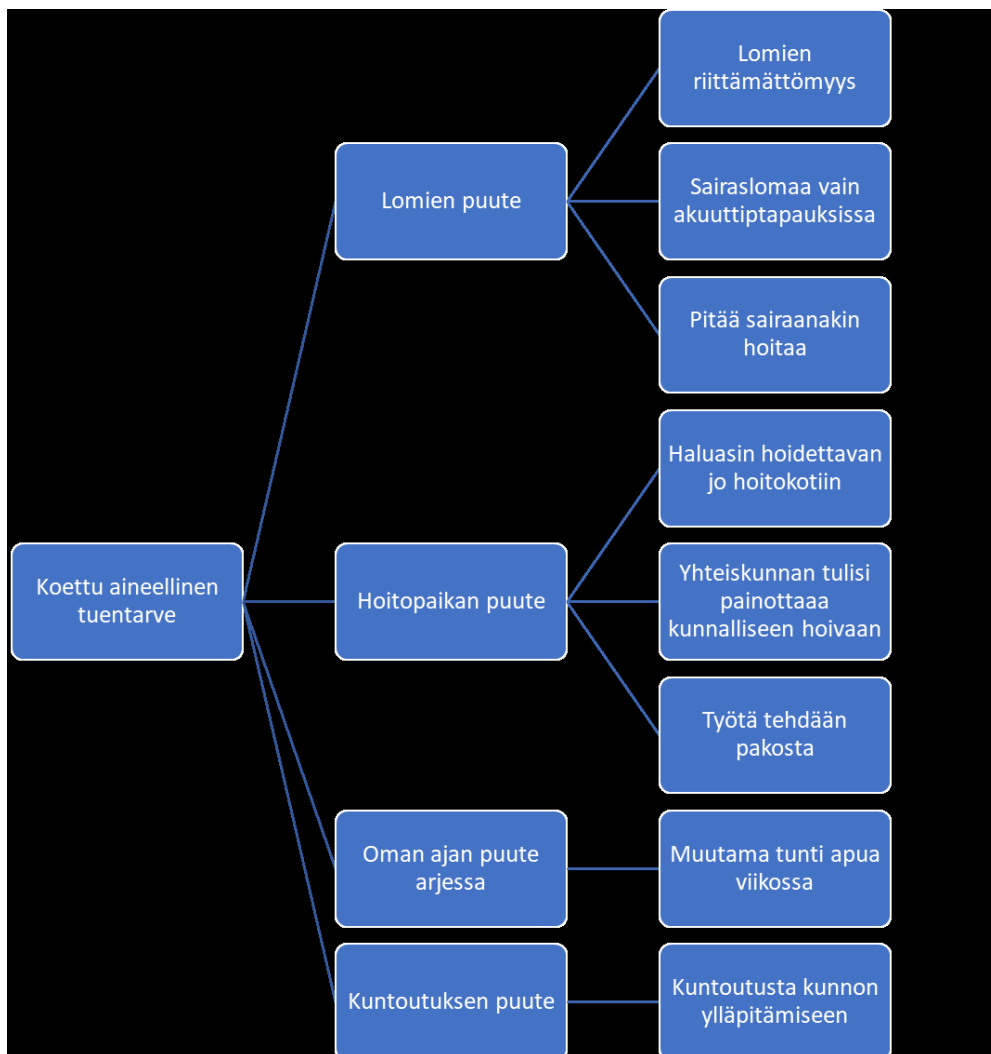 Lomien
riittämättömyys
Lomien puute
Sairaslomaa vain
akuuttiptapauksissa
Pitää sairaanakin
hoitaa
Koettu aineellinen
tuentarve
Hoitopaikan puute
Haluasin hoidettavan
jo hoitokotiin
Yhteiskunnan tulisi
painottaaa
kunnalliseen hoivaan
Työtä tehdään
pakosta
Oman ajan puute
arjessa
Muutama tunti apua
viikossa
Kuntoutuksen puute
Kuntoutusta kunnon
ylläpitämiseen